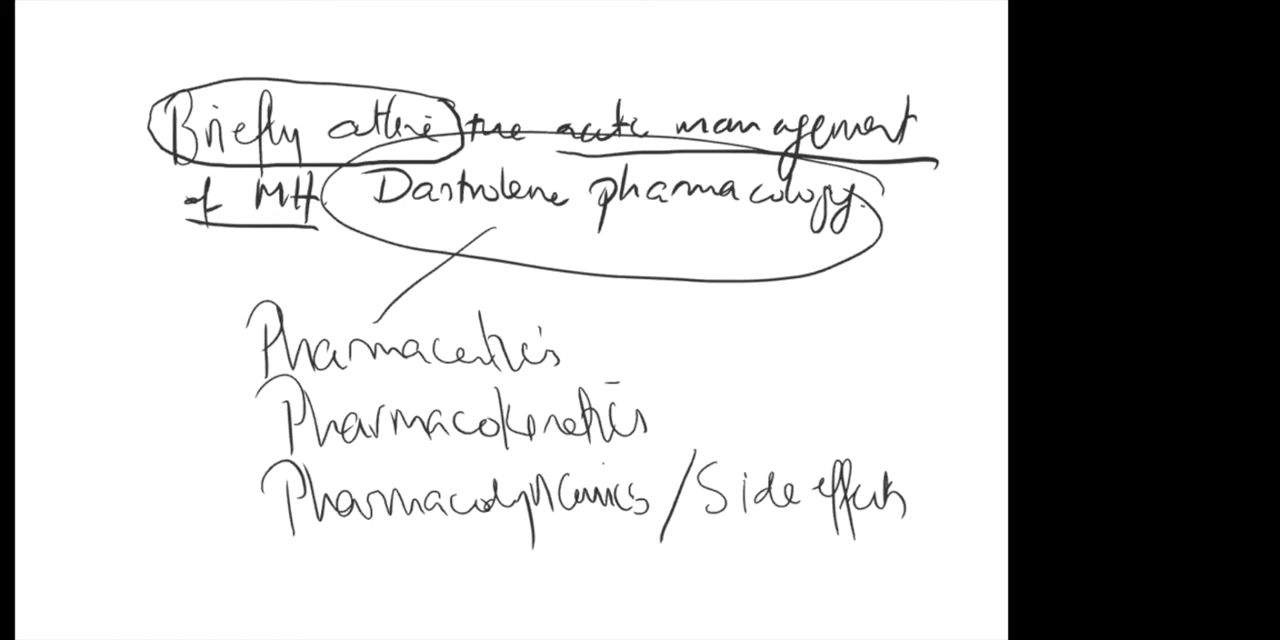 Briefly outline the acute management
of MH Dantrolene pharmacology.
Pharmaceutics
Pharmacokinetics
Pharmacodynamics / Side effects